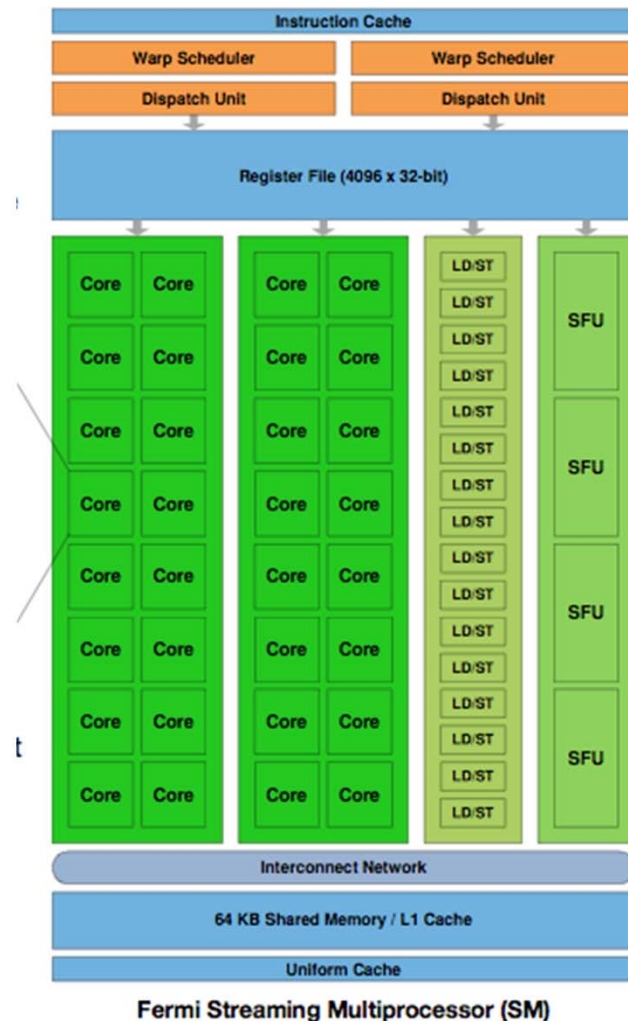 Instruction Cache
Warp Scheduler Warp Scheduler
Dispatch Unit Dispatch Unit
Register File (4096 x 32-bit)
e
LD/ST
Core Core Core Core
LD/ST
SFU
LD/ST
Core Core Core Core
LD/ST
LD/ST
Core Core Core Core
LD/ST
SFU
LD/ST
Core Core Core Core
LD/ST
LD/ST
Core Core Core Core
LD/ST
SFU
LD/ST
Core Core Core Core
LD/ST
LD/ST
Core Core Core Core
LD/ST
SFU
t
LD/ST
Core Core Core Core
LD/ST
Interconnect Network
64 KB Shared Memory / L1 Cache
Uniform Cache
Fermi Streaming Multiprocessor (SM)